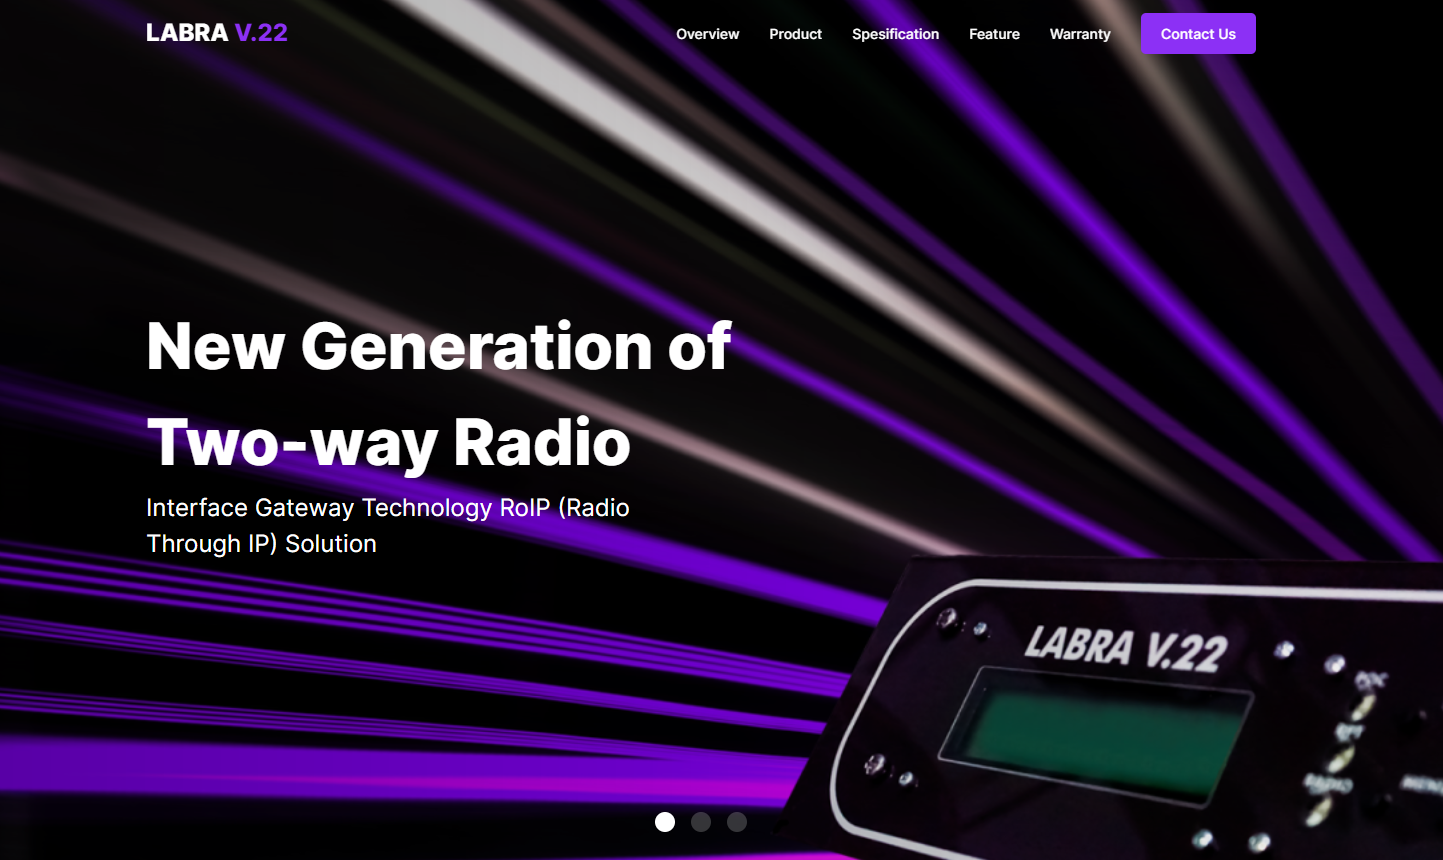 LABRA V.22
Overview
Product
Spesification
Feature
Warranty
Contact Us
New Generation of
Two-way Radio
Interface Gateway Technology RoIP (Radio
Through IP) Solution
LABRA V.22
RADIO